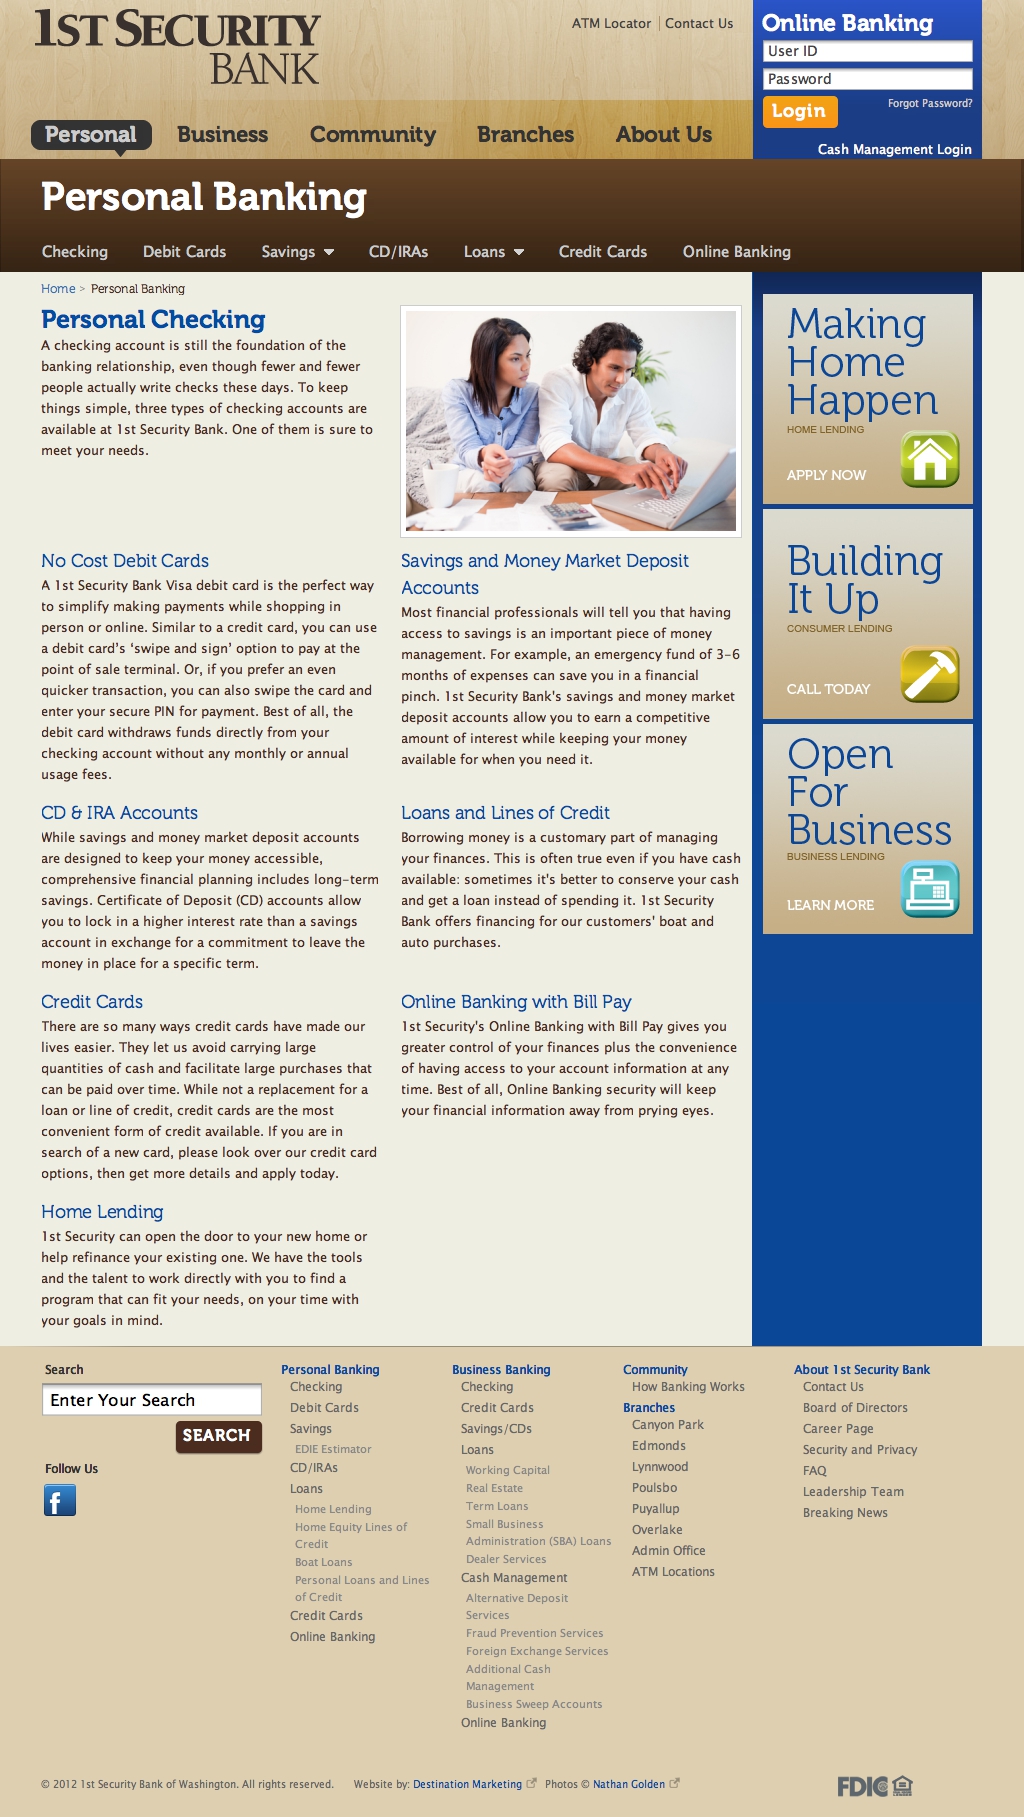 1ST SECURITY
BANK
ATM Locator
Contact Us
Online Banking
User ID
Password
Login
Forgot Password?
Cash Management Login
Personal
Business
Community
Branches
About Us
Personal Banking
Checking
Debit Cards
Savings
CD/IRAs
Loans
Credit Cards
Online Banking
Home > Personal Banking
Personal Checking
A checking account is still the foundation of the
banking relationship, even though fewer and fewer
people actually write checks these days. To keep
things simple, three types of checking accounts are
available at 1st Security Bank. One of them is sure to
meet your needs.
No Cost Debit Cards
A 1st Security Bank Visa debit card is the perfect way
to simplify making payments while shopping in
person or online. Similar to a credit card, you can use
a debit card’s ‘swipe and sign’ option to pay at the
point of sale terminal. Or, if you prefer an even
quicker transaction, you can also swipe the card and
enter your secure PIN for payment. Best of all, the
debit card withdraws funds directly from your
checking account without any monthly or annual
usage fees.
Savings and Money Market Deposit
Accounts
Most financial professionals will tell you that having
access to savings is an important piece of money
management. For example, an emergency fund of 3-6
months of expenses can save you in a financial
pinch. 1st Security Bank's savings and money market
deposit accounts allow you to earn a competitive
amount of interest while keeping your money
available for when you need it.
CD & IRA Accounts
While savings and money market deposit accounts
are designed to keep your money accessible,
comprehensive financial planning includes long-term
savings. Certificate of Deposit (CD) accounts allow
you to lock in a higher interest rate than a savings
account in exchange for a commitment to leave the
money in place for a specific term.
Loans and Lines of Credit
Borrowing money is a customary part of managing
your finances. This is often true even if you have cash
available: sometimes it's better to conserve your cash
and get a loan instead of spending it. 1st Security
Bank offers financing for our customers' boat and
auto purchases.
Credit Cards
There are so many ways credit cards have made our
lives easier. They let us avoid carrying large
quantities of cash and facilitate large purchases that
can be paid over time. While not a replacement for a
loan or line of credit, credit cards are the most
convenient form of credit available. If you are in
search of a new card, please look over our credit card
options, then get more details and apply today.
Online Banking with Bill Pay
1st Security's Online Banking with Bill Pay gives you
greater control of your finances plus the convenience
of having access to your account information at any
time. Best of all, Online Banking security will keep
your financial information away from prying eyes.
Home Lending
1st Security can open the door to your new home or
help refinance your existing one. We have the tools
and the talent to work directly with you to find a
program that can fit your needs, on your time with
your goals in mind.
Making
Home
Happen
HOME LENDING
APPLY NOW
Building
It Up
CONSUMER LENDING
CALL TODAY
Open
For
Business
BUSINESS LENDING
LEARN MORE
Search
Enter Your Search
SEARCH
Follow Us
f
Personal Banking
Checking
Debit Cards
Savings
EDIE Estimator
CD/IRAs
Loans
Home Lending
Home Equity Lines of
Credit
Boat Loans
Personal Loans and Lines
of Credit
Credit Cards
Online Banking
Business Banking
Checking
Credit Cards
Savings/CDs
Loans
Working Capital
Real Estate
Term Loans
Small Business
Administration (SBA) Loans
Dealer Services
Cash Management
Alternative Deposit
Services
Fraud Prevention Services
Foreign Exchange Services
Additional Cash
Management
Business Sweep Accounts
Online Banking
Community
How Banking Works
Branches
Canyon Park
Edmonds
Lynnwood
Poulsbo
Puyallup
Overlake
Admin Office
ATM Locations
About 1st Security Bank
Contact Us
Board of Directors
Career Page
Security and Privacy
FAQ
Leadership Team
Breaking News
© 2012 1st Security Bank of Washington. All rights reserved.
Website by: Destination Marketing
Photos © Nathan Golden
FDIC